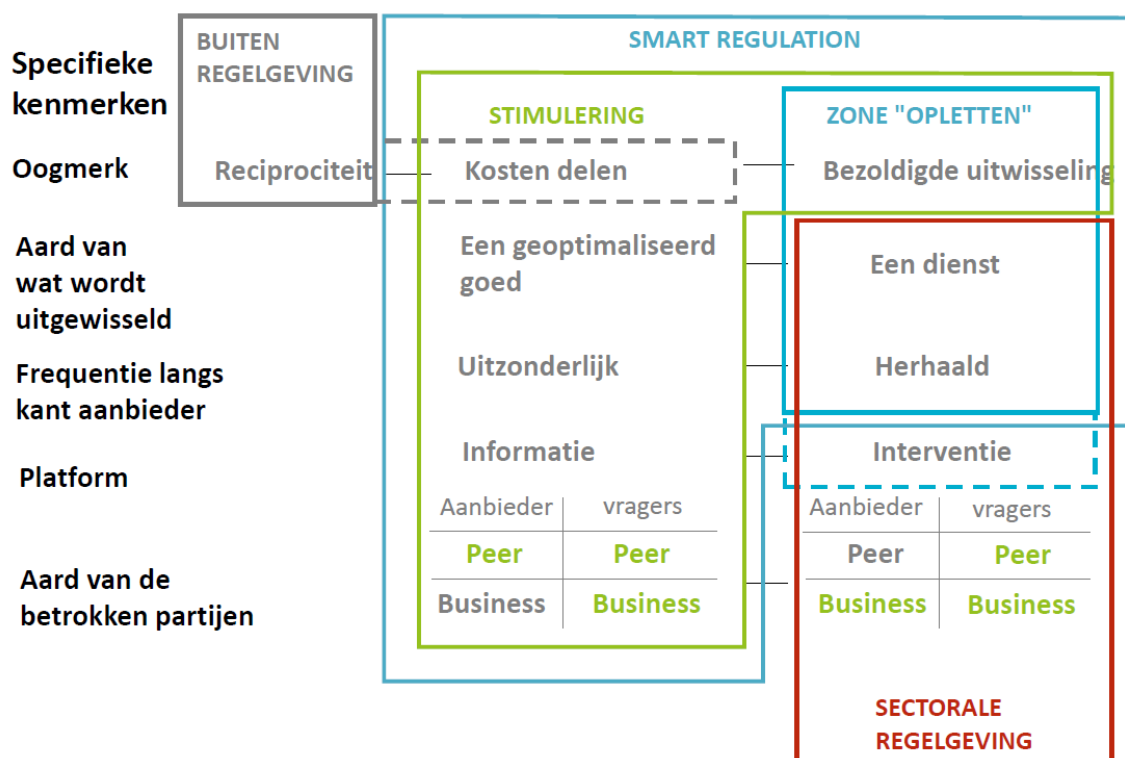 Specifieke
kenmerken
BUITEN
REGELGEVING
SMART REGULATION
STIMULERING
ZONE "OPLETTEN"
Oogmerk
Reciprociteit
Kosten delen
Bezoldigde uitwisseling
Aard van
wat wordt
uitgewisseld
Een geoptimaliseerd
goed
Een dienst
Frequentie langs
kant aanbieder
Uitzonderlijk
Herhaald
Platform
Informatie
Interventie
Aard van de
betrokken partijen
Aanbieder vragers
Peer Peer
Business Business
Aanbieder vragers
Peer Peer
Business Business
SECTORALE
REGELGEVING